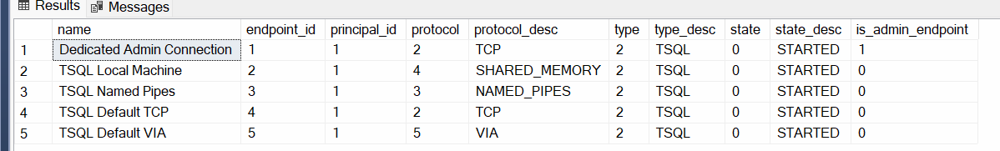 Results Messages
name endpoint_id principal_id protocol protocol_desc type type_desc state state_desc is_admin_endpoint
1 Dedicated Admin Connection 1 1 2 TCP 2 TSQL 0 STARTED 1
2 TSQL Local Machine 2 1 4 SHARED_MEMORY 2 TSQL 0 STARTED 0
3 TSQL Named Pipes 3 1 3 NAMED_PIPES 2 TSQL 0 STARTED 0
4 TSQL Default TCP 4 1 2 TCP 2 TSQL 0 STARTED 0
5 TSQL Default VIA 5 1 5 VIA 2 TSQL 0 STARTED 0